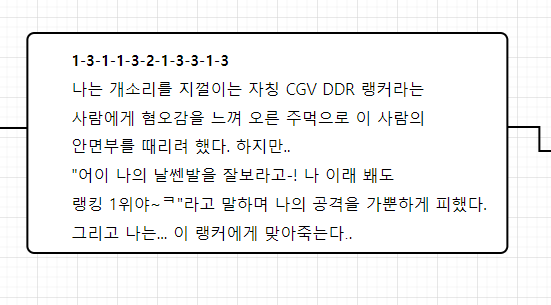 1-3-1-1-3-2-1-3-3-1-3
나는 개소리를 지껄이는 자칭 CGV DDR 랭커라는
사람에게 혐오감을 느껴 오른 주먹으로 이 사람의
안면부를 때리려 했다. 하지만..
"어이 나의 날쎈발을 잘보라고-! 나 이래 봬도
랭킹 1위야~ㅋ"라고 말하며 나의 공격을 가뿐하게 피했다.
그리고 나는... 이 랭커에게 맞아죽는다..